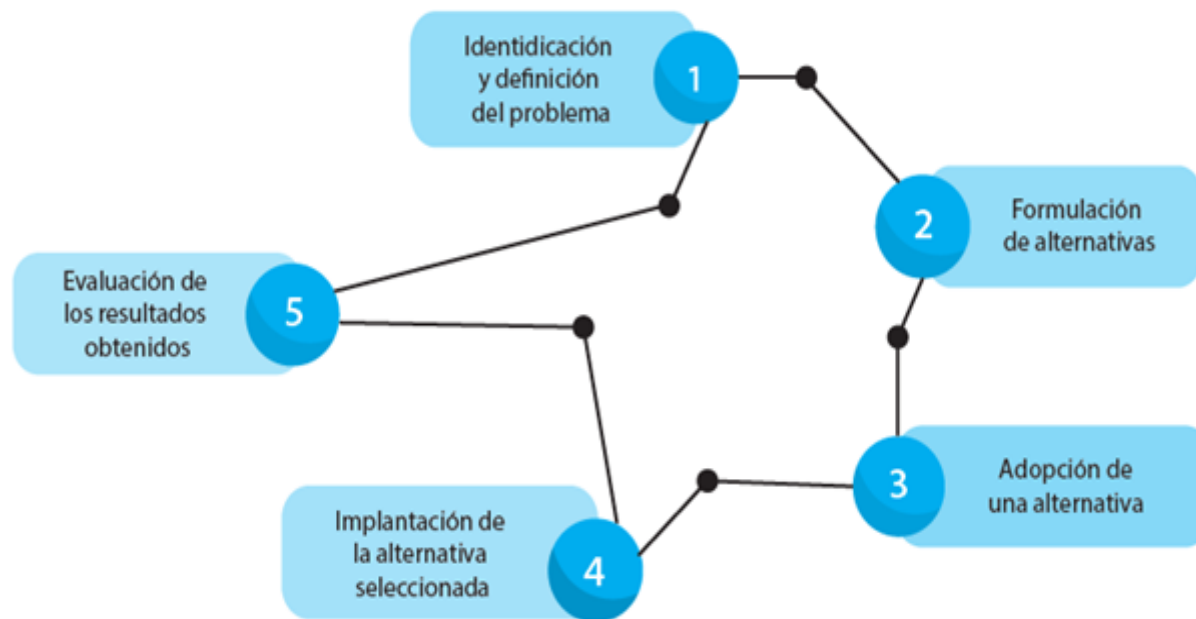 Identidicación
y definición
del problema
1
2
Formulación
de alternativas
3
Adopción de
una alternativa
4
Implantación de
la alternativa
seleccionada
5
Evaluación de
los resultados
obtenidos